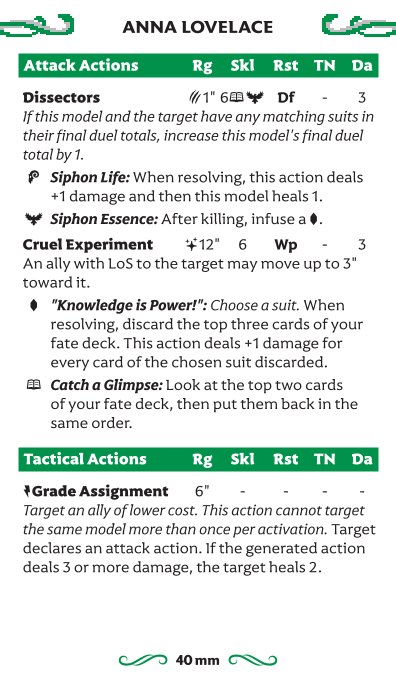 ANNA LOVELACE
Attack Actions Rg Skl Rst TN Da
Dissectors 1" 6 Df - 3
If this model and the target have any matching suits in
their final duel totals, increase this model's final duel
total by 1.
Siphon Life: When resolving, this action deals
+1 damage and then this model heals 1.
Siphon Essence: After killing, infuse a .
Cruel Experiment 12" 6 Wp - 3
An ally with LoS to the target may move up to 3"
toward it.
"Knowledge is Power!": Choose a suit. When
resolving, discard the top three cards of your
fate deck. This action deals +1 damage for
every card of the chosen suit discarded.
Catch a Glimpse: Look at the top two cards
of your fate deck, then put them back in the
same order.
Tactical Actions Rg Skl Rst TN Da
Grade Assignment 6" - - - -
Target an ally of lower cost. This action cannot target
the same model more than once per activation. Target
declares an attack action. If the generated action
deals 3 or more damage, the target heals 2.
40 mm